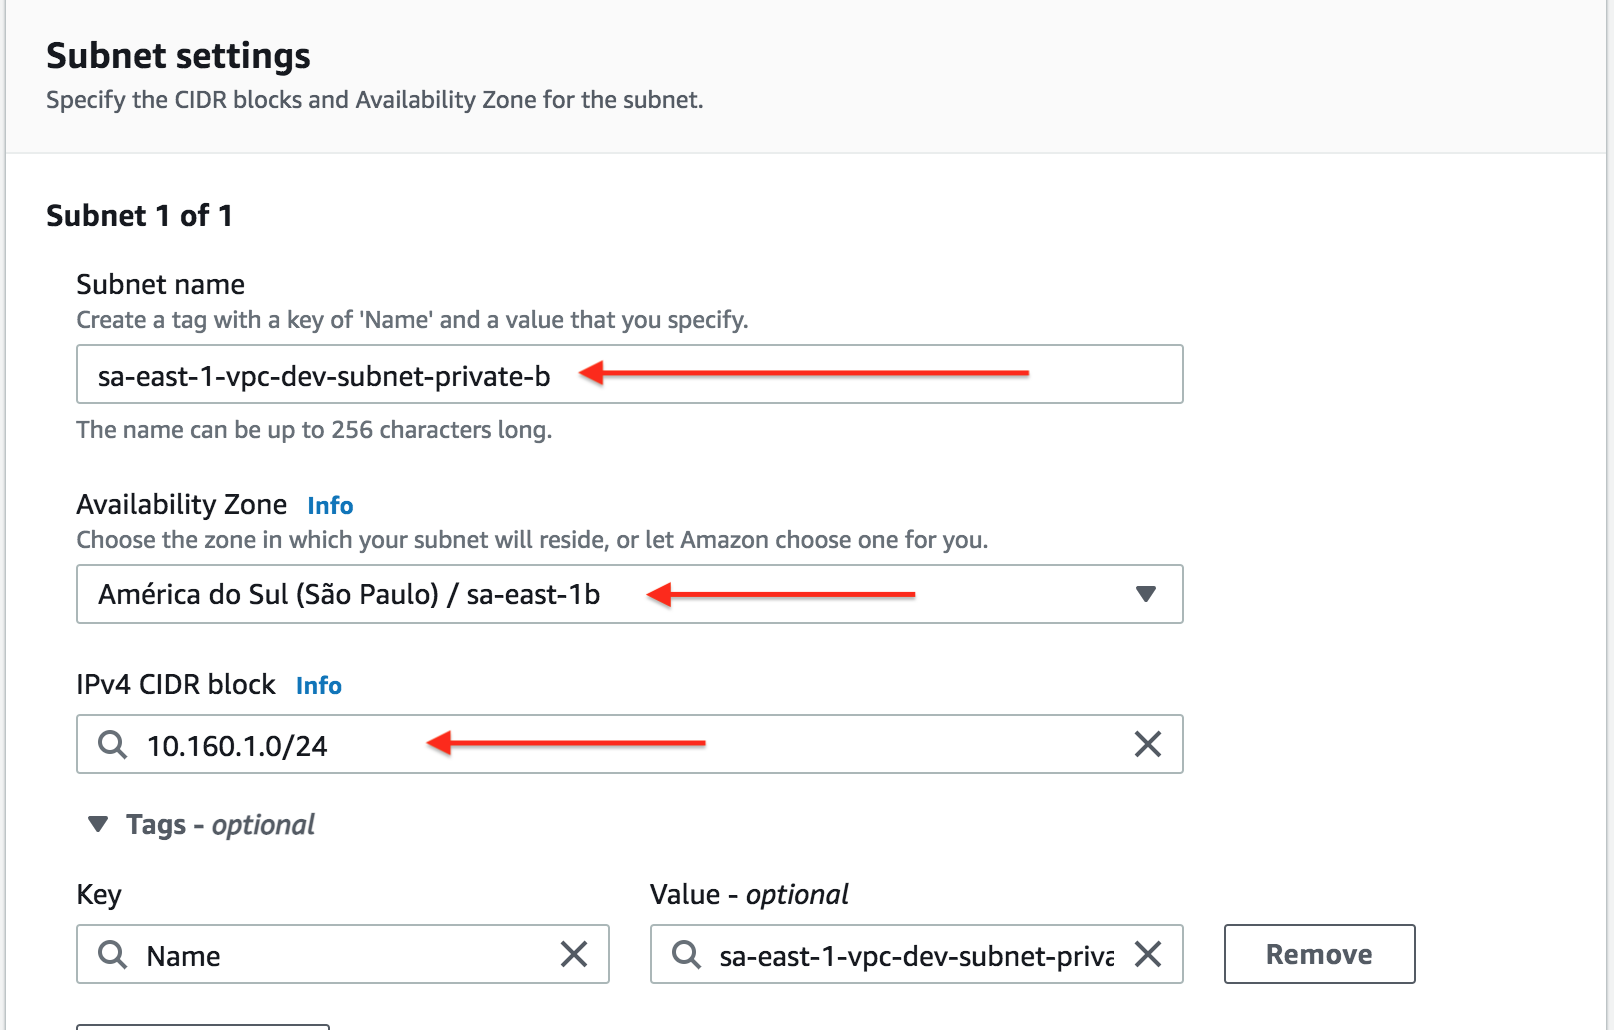 Subnet settings
Specify the CIDR blocks and Availability Zone for the subnet.
Subnet 1 of 1
Subnet name
Create a tag with a key of 'Name' and a value that you specify.
sa-east-1-vpc-dev-subnet-private-b
The name can be up to 256 characters long.
Availability Zone Info
Choose the zone in which your subnet will reside, or let Amazon choose one for you.
América do Sul (São Paulo) / sa-east-1b
IPv4 CIDR block Info
10.160.1.0/24
Tags - optional
Key Value - optional
Name sa-east-1-vpc-dev-subnet-priva Remove